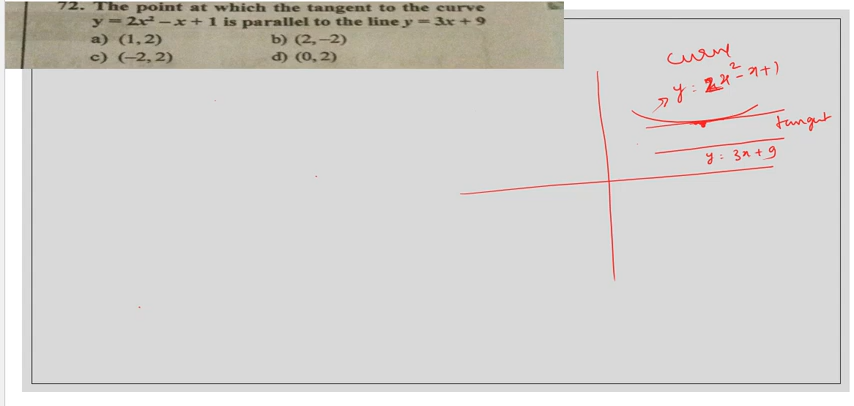 72. The point at which the tangent to the curve
y = 2x² – x + 1 is parallel to the line y = 3x + 9
a) (1, 2) b) (2, –2)
c) (–2, 2) d) (0, 2)
curve
y = 2x² - x + 1
tangent
y = 3x + 9